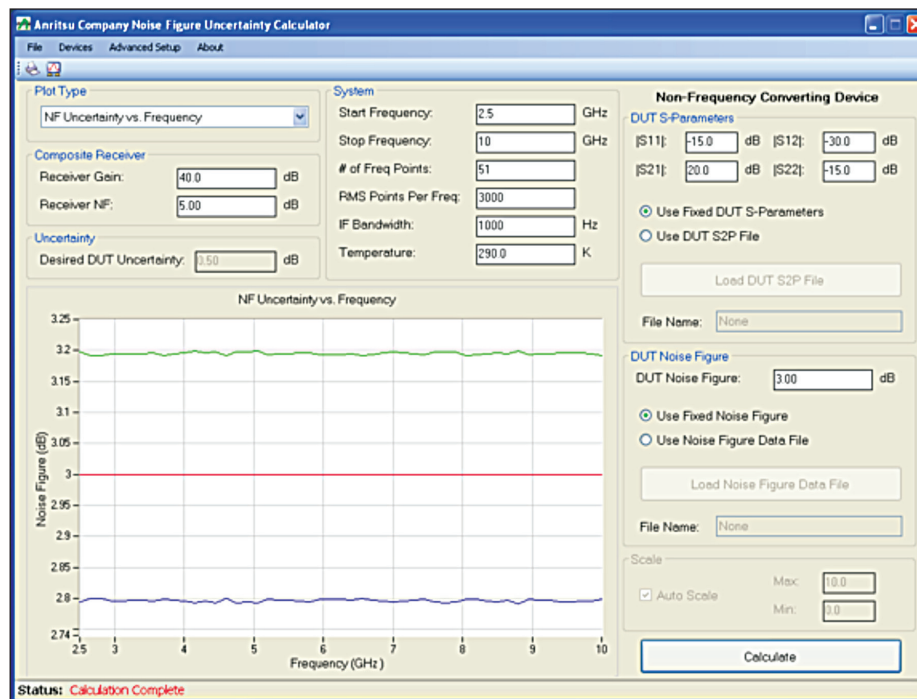 Anritsu Company Noise Figure Uncertainty Calculator
File Devices Advanced Setup About
Plot Type
NF Uncertainty vs. Frequency
Composite Receiver
Receiver Gain: 40.0 dB
Receiver NF: 5.00 dB
Uncertainty
Desired DUT Uncertainty: 0.50 dB
System
Start Frequency: 2.5 GHz
Stop Frequency: 10 GHz
# of Freq Points: 51
RMS Points Per Freq: 3000
IF Bandwidth: 1000 Hz
Temperature: 290.0 K
Non-Frequency Converting Device
DUT S-Parameters
|S11|: -15.0 dB |S12|: -30.0 dB
|S21|: 20.0 dB |S22|: -15.0 dB
Use Fixed DUT S-Parameters
Use DUT S2P File
Load DUT S2P File
File Name: None
DUT Noise Figure
DUT Noise Figure: 3.00 dB
Use Fixed Noise Figure
Use Noise Figure Data File
Load Noise Figure Data File
File Name: None
Scale
Auto Scale
Max: 10.0
Min: 0.0
Calculate
NF Uncertainty vs. Frequency
Noise Figure (dB)
3.25
3.2
3.15
3.1
3.05
3
2.95
2.9
2.85
2.8
2.74
2.5 3 4 5 6 7 8 9 10
Frequency (GHz)
Status: Calculation Complete